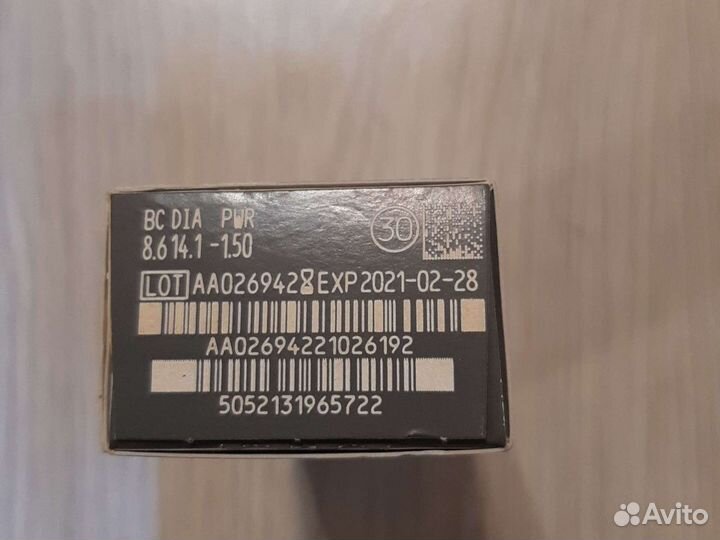 BC DIA PWR
8.6 14.1 -1.50
30
LOT AA026942 EXP 2021-02-28
AA02694221026192
5052131965722
Avito